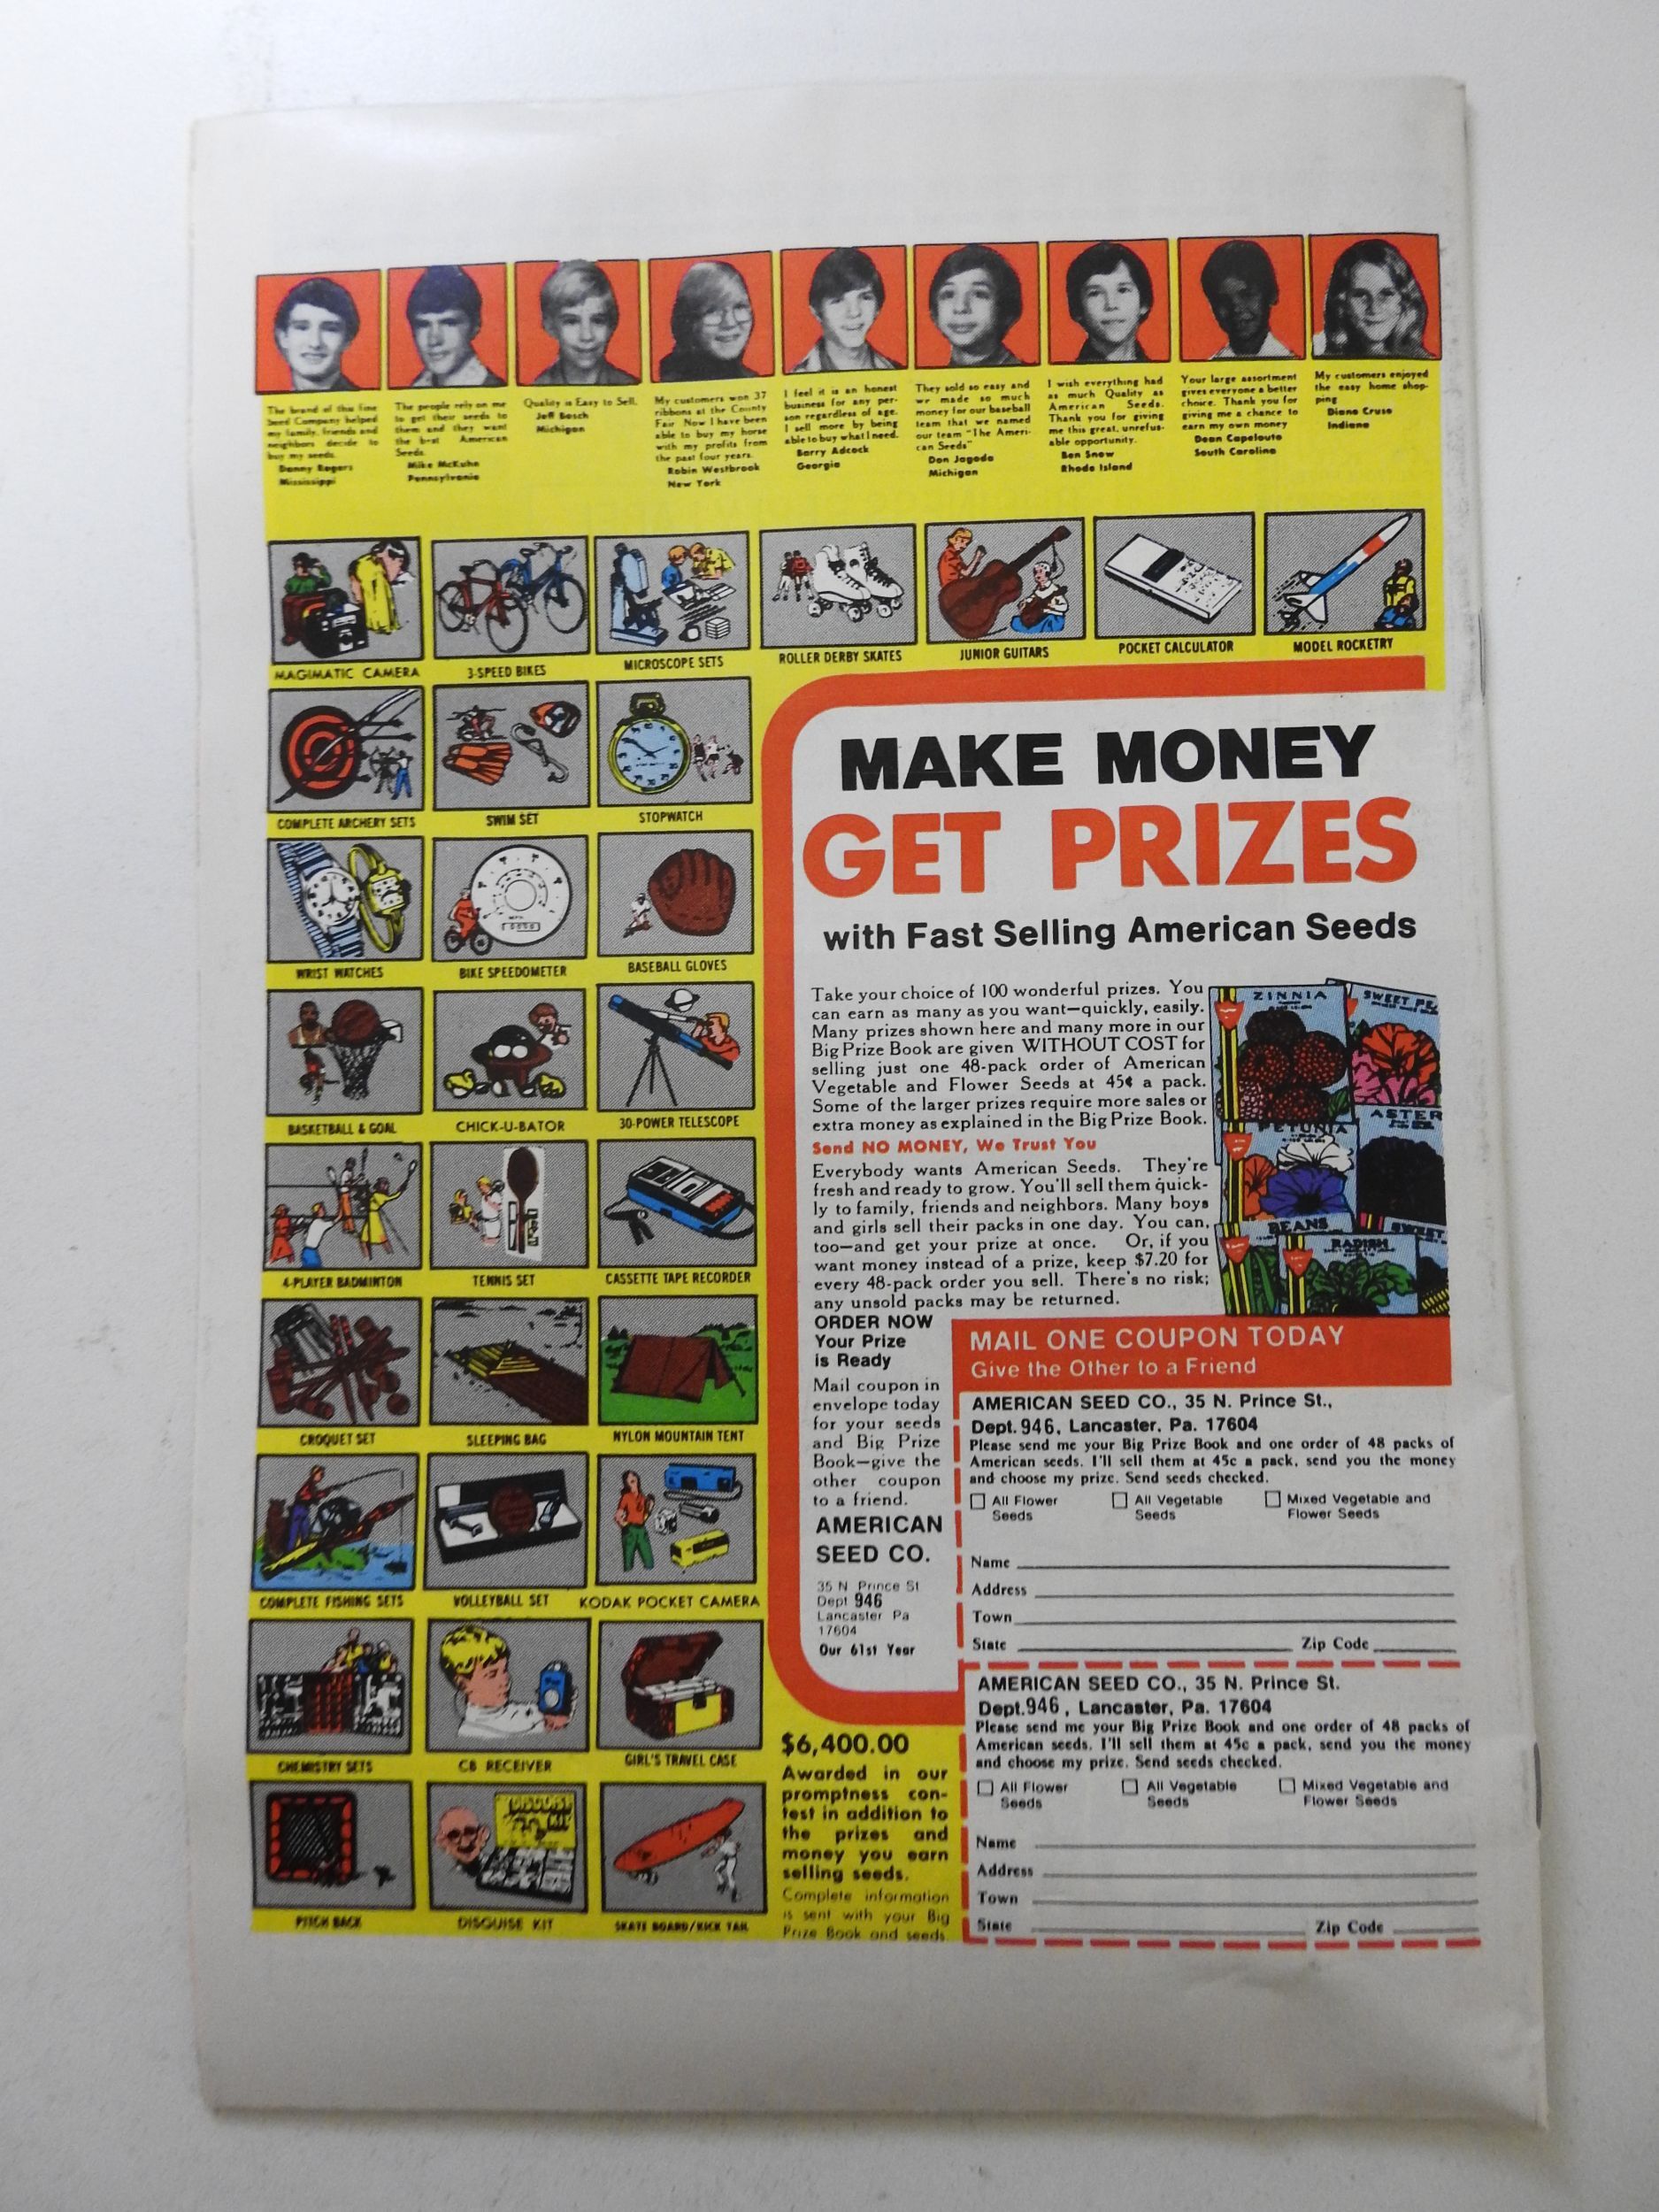 The brand of this fine
Seed Company helped
my family, friends and
neighbors decide to
buy my seeds.
Danny Rogers
Mississippi
The people rely on me
to get their seeds to
them and they want
the best American
Seeds.
Mike McKuhn
Pennsylvania
Quality is Easy to Sell.
Jeff Bosch
Michigan
My customers won 37
ribbons at the County
Fair Now I have been
able to buy my horse
with my profits from
the past four years.
Robin Westbrook
New York
I feel it is an honest
business for any per-
son regardless of age.
I sell more by being
able to buy what I need.
Barry Adcock
Georgia
They sold so easy and
we made so much
money for our baseball
team that we named
our team "The Ameri-
can Seeds"
Don Jagoda
Michigan
I wish everything had
as much Quality as
American Seeds.
Thank you for giving
me this great, unrefus-
able opportunity.
Ben Snow
Rhode Island
Your large assortment
gives everyone a better
choice. Thank you for
giving me a chance to
earn my own money
Dean Capelouto
South Carolina
My customers enjoyed
the easy home shop-
ping
Diane Cruse
Indiana
MAGIMATIC CAMERA
3-SPEED BIKES
MICROSCOPE SETS
ROLLER DERBY SKATES
JUNIOR GUITARS
POCKET CALCULATOR
MODEL ROCKETRY
COMPLETE ARCHERY SETS
SWIM SET
STOPWATCH
WRIST WATCHES
BIKE SPEEDOMETER
BASEBALL GLOVES
BASKETBALL & GOAL
CHICK-U-BATOR
30-POWER TELESCOPE
4-PLAYER BADMINTON
TENNIS SET
CASSETTE TAPE RECORDER
CROQUET SET
SLEEPING BAG
NYLON MOUNTAIN TENT
COMPLETE FISHING SETS
VOLLEYBALL SET
KODAK POCKET CAMERA
CHEMISTRY SETS
CB RECEIVER
GIRL'S TRAVEL CASE
PITCH BACK
DISGUISE KIT
SKATE BOARD/KICK TAIL
MAKE MONEY
GET PRIZES
with Fast Selling American Seeds
Take your choice of 100 wonderful prizes. You
can earn as many as you want—quickly, easily.
Many prizes shown here and many more in our
Big Prize Book are given WITHOUT COST for
selling just one 48-pack order of American
Vegetable and Flower Seeds at 45¢ a pack.
Some of the larger prizes require more sales or
extra money as explained in the Big Prize Book.
Send NO MONEY, We Trust You
Everybody wants American Seeds. They're
fresh and ready to grow. You'll sell them quick-
ly to family, friends and neighbors. Many boys
and girls sell their packs in one day. You can,
too—and get your prize at once. Or, if you
want money instead of a prize, keep $7.20 for
every 48-pack order you sell. There's no risk;
any unsold packs may be returned.
ZINNIA
SWEET PE
ASTER
PETUNIA
BEANS
RADISH
SWEET
ORDER NOW
Your Prize
is Ready
Mail coupon in
envelope today
for your seeds
and Big Prize
Book—give the
other coupon
to a friend.
AMERICAN
SEED CO.
35 N Prince St
Dept 946
Lancaster Pa
17604
Our 61st Year
MAIL ONE COUPON TODAY
Give the Other to a Friend
AMERICAN SEED CO., 35 N. Prince St.,
Dept. 946, Lancaster, Pa. 17604
Please send me your Big Prize Book and one order of 48 packs of
American seeds. I'll sell them at 45c a pack, send you the money
and choose my prize. Send seeds checked.
All Flower Seeds
All Vegetable Seeds
Mixed Vegetable and Flower Seeds
Name
Address
Town
State Zip Code
AMERICAN SEED CO., 35 N. Prince St.
Dept. 946, Lancaster, Pa. 17604
Please send me your Big Prize Book and one order of 48 packs of
American seeds. I'll sell them at 45c a pack, send you the money
and choose my prize. Send seeds checked.
All Flower Seeds
All Vegetable Seeds
Mixed Vegetable and Flower Seeds
Name
Address
Town
State Zip Code
$6,400.00
Awarded in our
promptness con-
test in addition to
the prizes and
money you earn
selling seeds.
Complete information
is sent with your Big
Prize Book and seeds